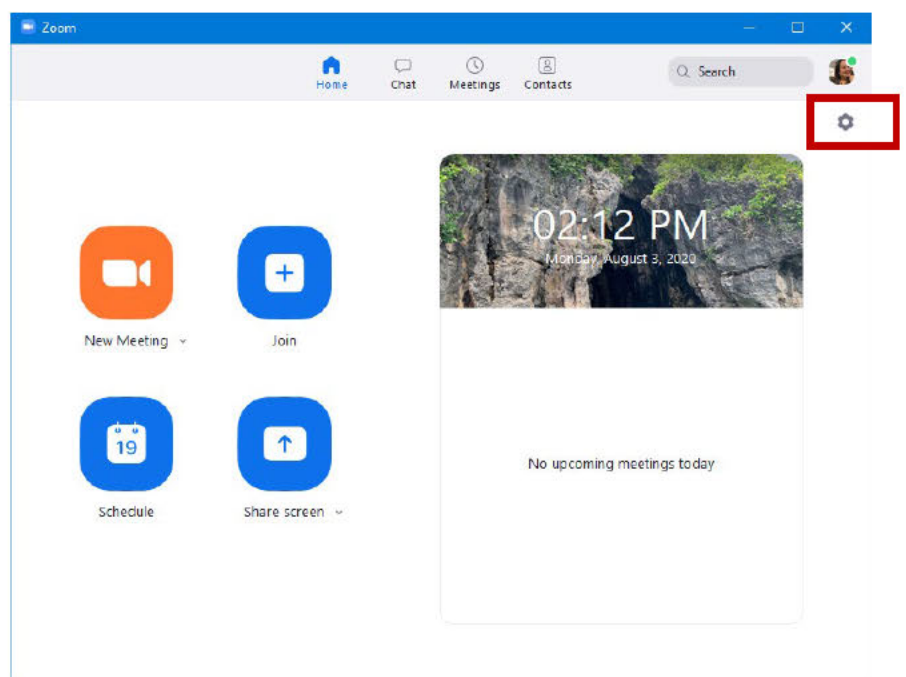 Zoom
Home Chat Meetings Contacts Search
02:12 PM
Monday, August 3, 2020
New Meeting Join
19
Schedule Share screen
No upcoming meetings today